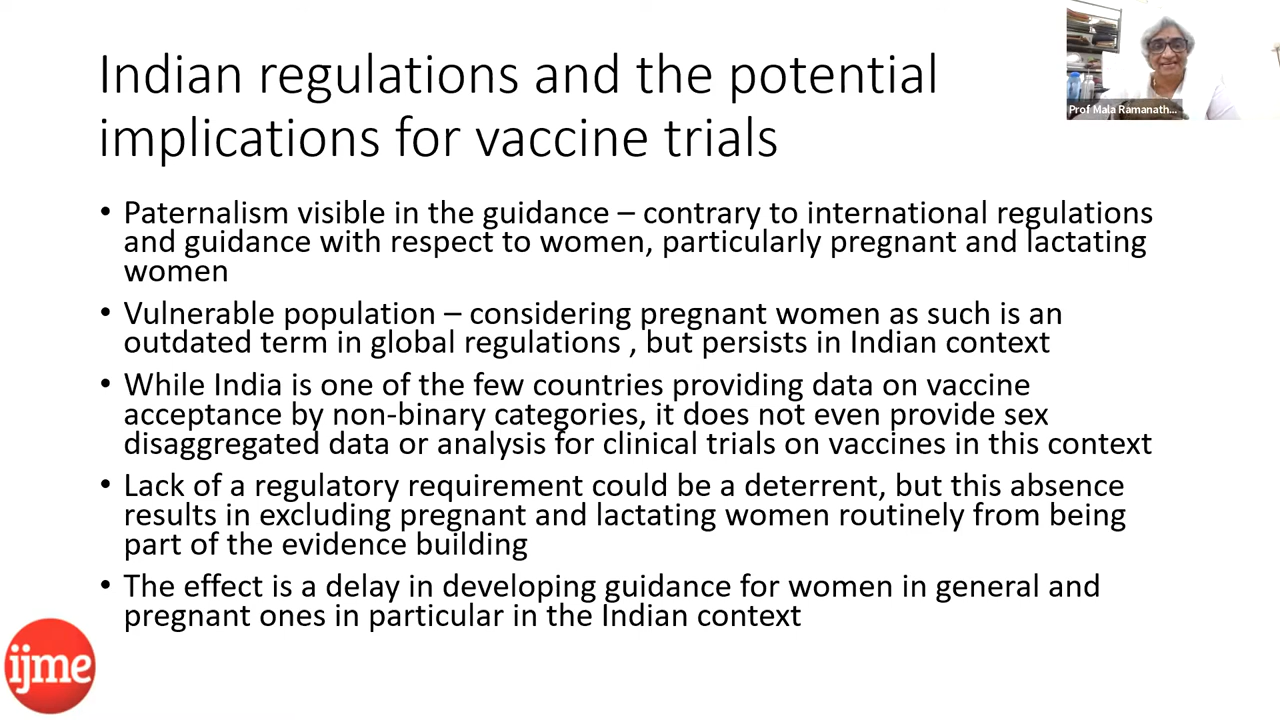 Indian regulations and the potential
implications for vaccine trials
Prof Mala Ramanath...
• Paternalism visible in the guidance – contrary to international regulations
and guidance with respect to women, particularly pregnant and lactating
women
• Vulnerable population – considering pregnant women as such is an
outdated term in global regulations , but persists in Indian context
• While India is one of the few countries providing data on vaccine
acceptance by non-binary categories, it does not even provide sex
disaggregated data or analysis for clinical trials on vaccines in this context
• Lack of a regulatory requirement could be a deterrent, but this absence
results in excluding pregnant and lactating women routinely from being
part of the evidence building
• The effect is a delay in developing guidance for women in general and
pregnant ones in particular in the Indian context
ijme